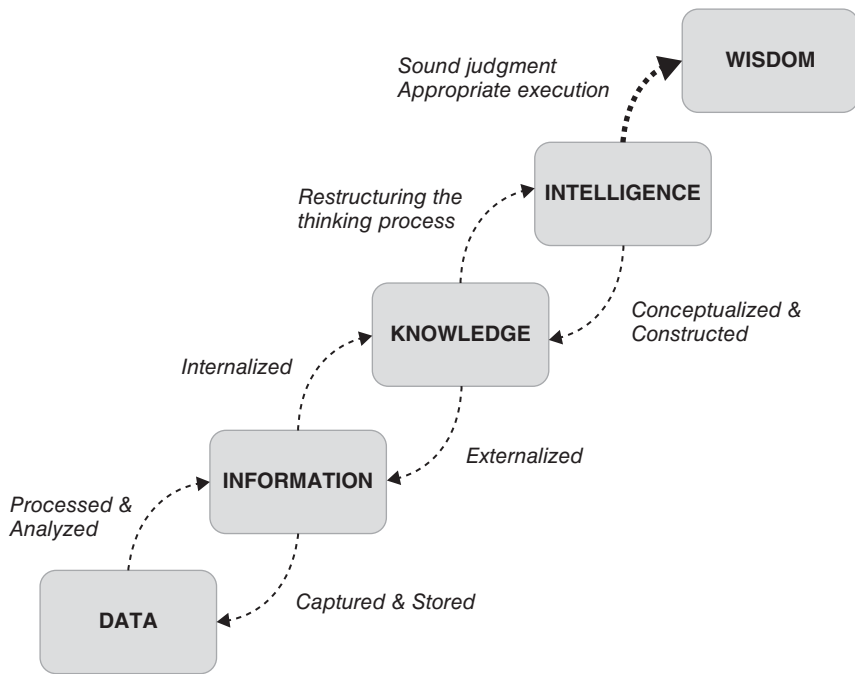 WISDOM
Sound judgment
Appropriate execution
INTELLIGENCE
Restructuring the
thinking process
Conceptualized &
Constructed
KNOWLEDGE
Internalized
Externalized
INFORMATION
Processed &
Analyzed
Captured & Stored
DATA